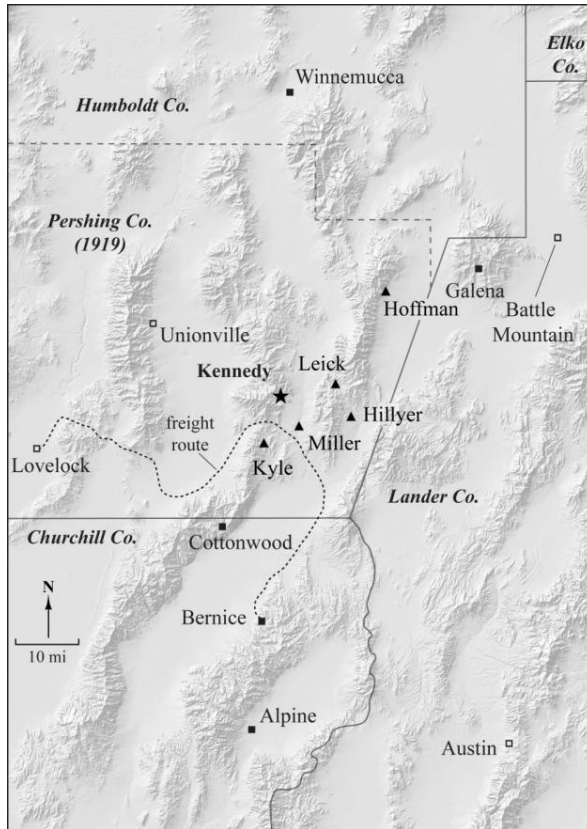 Elko
Co.
Winnemucca
Humboldt Co.
Pershing Co.
(1919)
Galena
Hoffman
Battle
Mountain
Unionville
Leick
Kennedy
Hillyer
freight
route
Miller
Lovelock
Kyle
Lander Co.
Churchill Co.
Cottonwood
N
10 mi
Bernice
Alpine
Austin